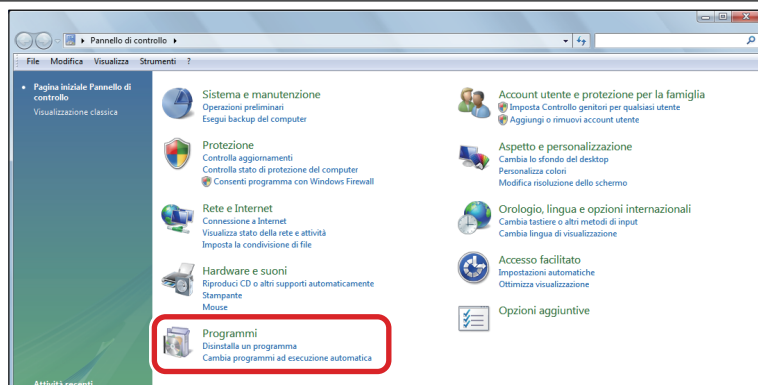 Pannello di controllo
File Modifica Visualizza Strumenti ?
Pagina iniziale Pannello di
controllo
Visualizzazione classica
Sistema e manutenzione
Operazioni preliminari
Esegui backup del computer
Protezione
Controlla aggiornamenti
Controlla stato di protezione del computer
Consenti programma con Windows Firewall
Rete e Internet
Connessione a Internet
Visualizza stato della rete e attività
Imposta la condivisione di file
Hardware e suoni
Riproduci CD o altri supporti automaticamente
Stampante
Mouse
Programmi
Disinstalla un programma
Cambia programmi ad esecuzione automatica
Account utente e protezione per la famiglia
Imposta Controllo genitori per qualsiasi utente
Aggiungi o rimuovi account utente
Aspetto e personalizzazione
Cambia lo sfondo del desktop
Personalizza colori
Modifica risoluzione dello schermo
Orologio, lingua e opzioni internazionali
Cambia tastiere o altri metodi di input
Cambia lingua di visualizzazione
Accesso facilitato
Impostazioni automatiche
Ottimizza visualizzazione
Opzioni aggiuntive
Attività recenti